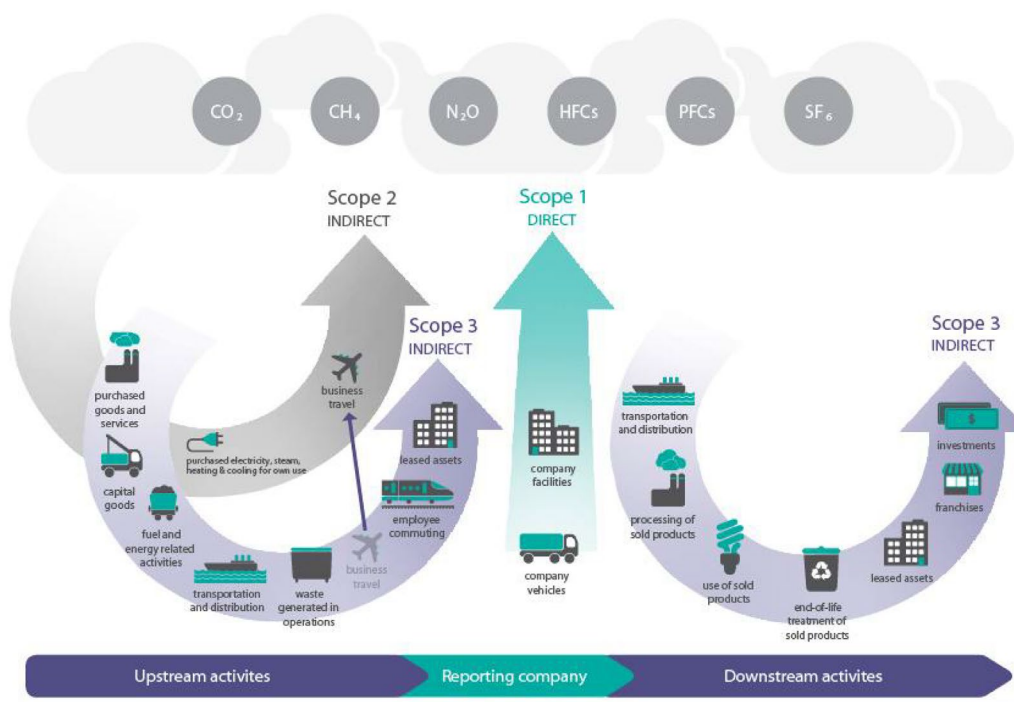 CO₂
CH₄
N₂O
HFCs
PFCs
SF₆
Scope 2
INDIRECT
Scope 1
DIRECT
Scope 3
INDIRECT
Scope 3
INDIRECT
purchased
goods and
services
capital
goods
fuel and
energy related
activities
purchased electricity, steam,
heating & cooling for own use
transportation
and distribution
waste
generated in
operations
business
travel
business
travel
employee
commuting
leased assets
company
facilities
company
vehicles
transportation
and distribution
processing of
sold products
use of sold
products
end-of-life
treatment of
sold products
leased assets
franchises
$
investments
Upstream activites
Reporting company
Downstream activites